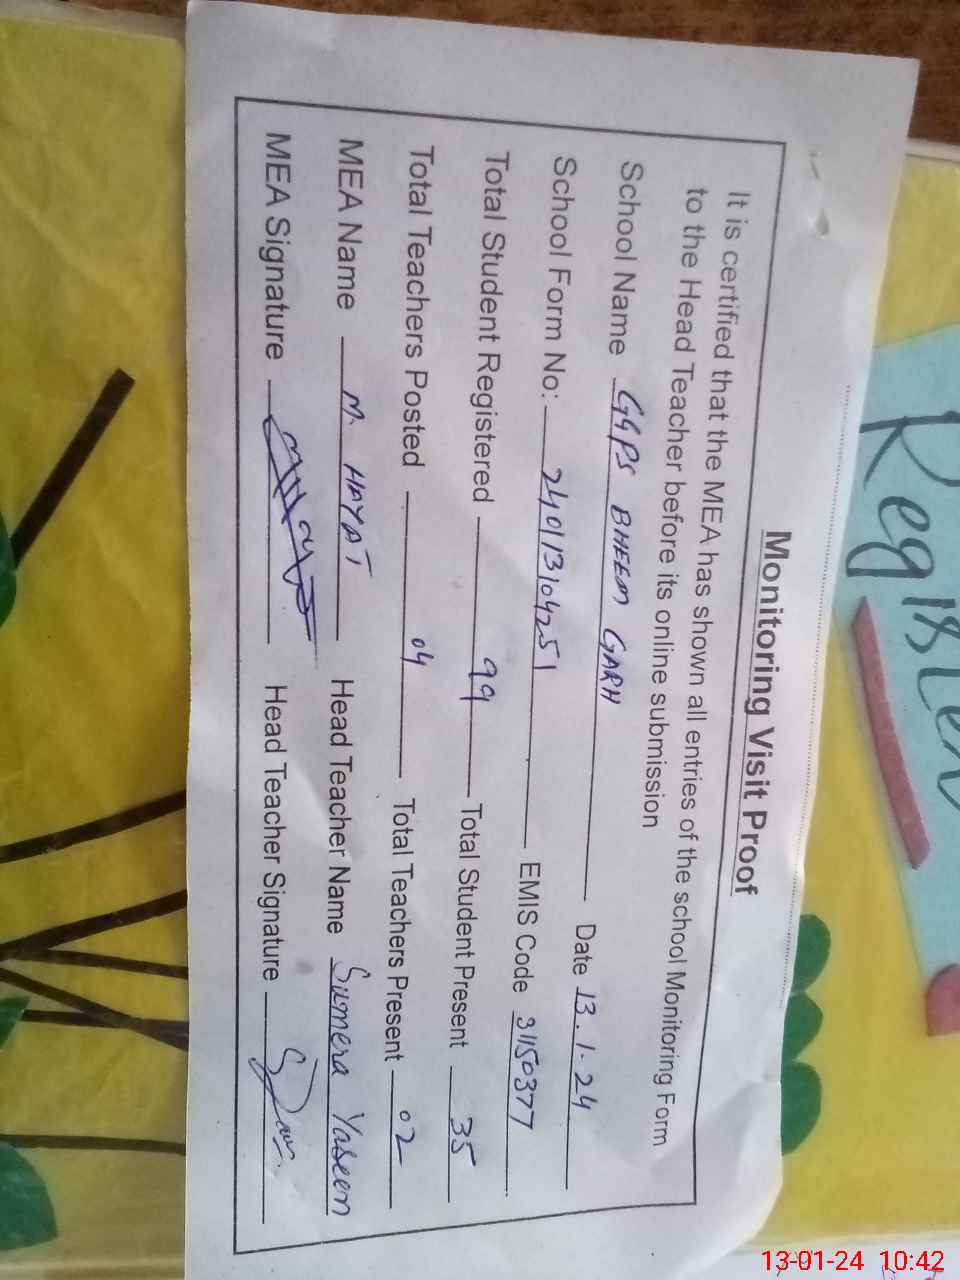 Register
Monitoring Visit Proof
It is certified that the MEA has shown all entries of the school Monitoring Form
to the Head Teacher before its online submission
School Name GGPS BHEEM GARH Date 13.1-24
School Form No: 240113104251 EMIS Code 31150377
Total Student Registered 99 Total Student Present 35
Total Teachers Posted 04 Total Teachers Present 02
MEA Name M. HAYAT Head Teacher Name Sumera Yaseen
MEA Signature Head Teacher Signature
13-01-24 10:42